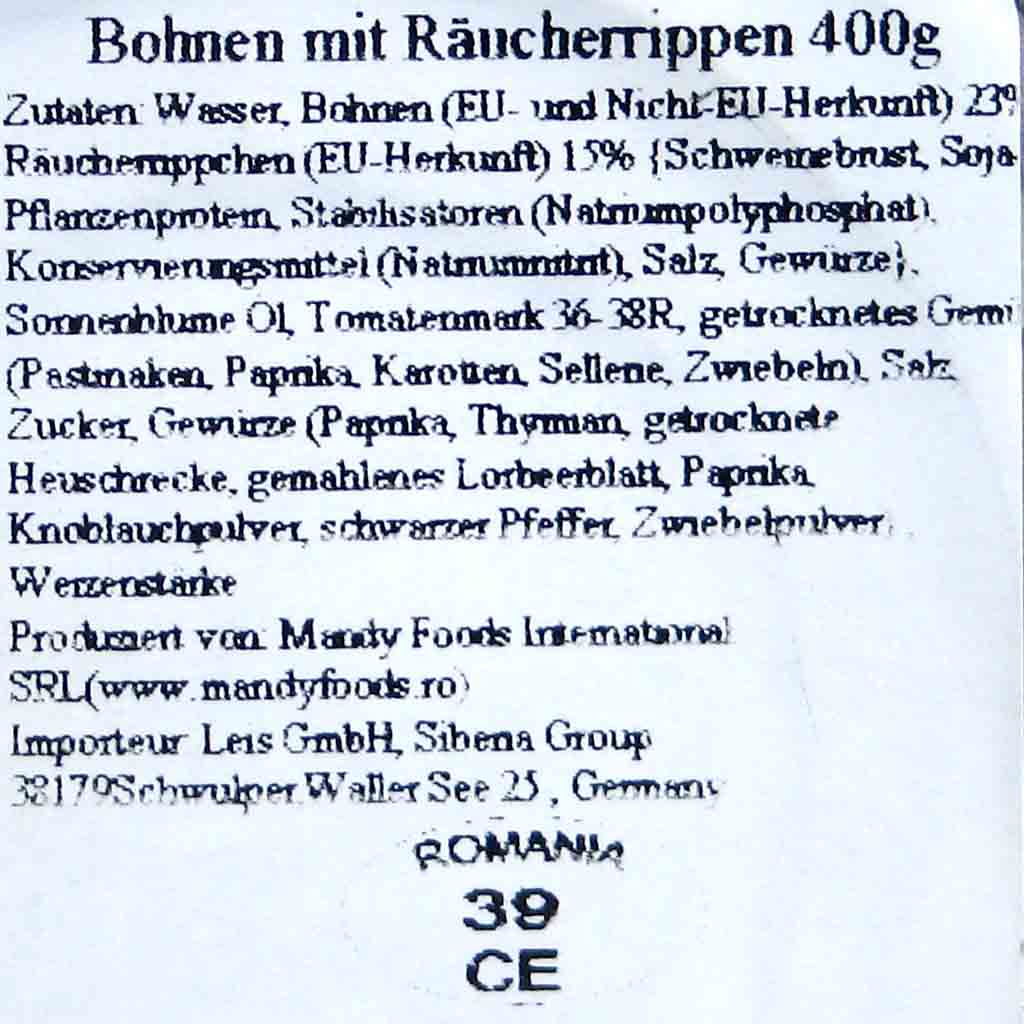 Bohnen mit Räucherrippen 400g
Zutaten: Wasser, Bohnen (EU- und Nicht-EU-Herkunft) 23%
Räucherrippchen (EU-Herkunft) 15% {Schweinebrust, Soja-
Pflanzenprotein, Stabilisatoren (Natriumpolyphosphat),
Konservierungsmittel (Natriumnitrit), Salz, Gewürze},
Sonnenblume Öl, Tomatenmark 36-38R, getrocknetes
(Pastinaken, Paprika, Karotten, Sellerie, Zwiebeln), Salz,
Zucker, Gewürze (Paprika, Thymian, getrocknete
Heuschrecke, gemahlenes Lorbeerblatt, Paprika,
Knoblauchpulver, schwarzer Pfeffer, Zwiebelpulver,
Weizenstärke
Produziert von: Mandy Foods International
SRL(www.mandyfoods.ro)
Importeur Leis GmbH, Sibena Group
38179Schwulper Waller See 25 , Germany
ROMANIA
39
CE